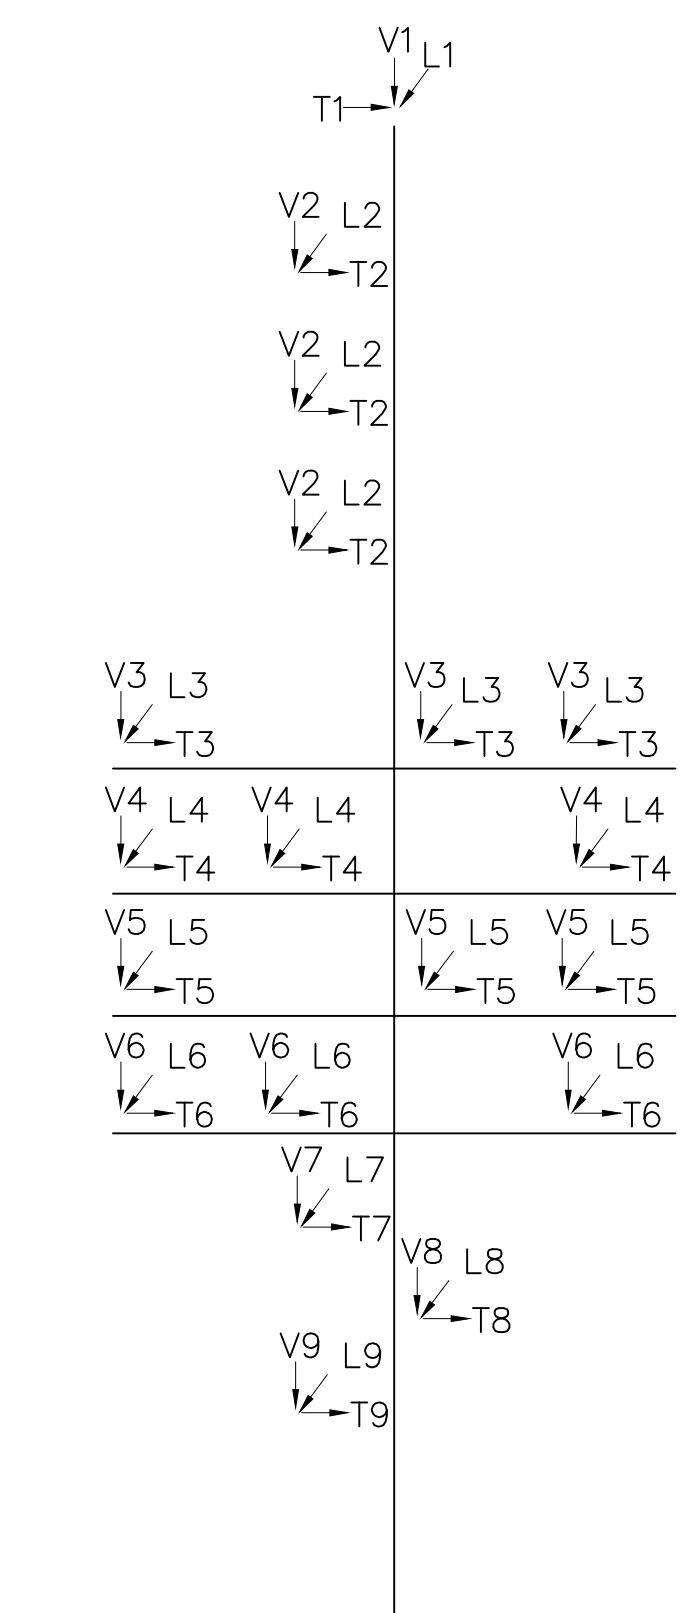 V1
L1
T1
V2 L2
T2
V2 L2
T2
V2 L2
T2
V3 L3 V3 L3 V3 L3
T3 T3 T3
V4 L4 V4 L4 V4 L4
T4 T4 T4
V5 L5 V5 L5 V5 L5
T5 T5 T5
V6 L6 V6 L6 V6 L6
T6 T6 T6
V7 L7
T7
V8 L8
T8
V9 L9
T9